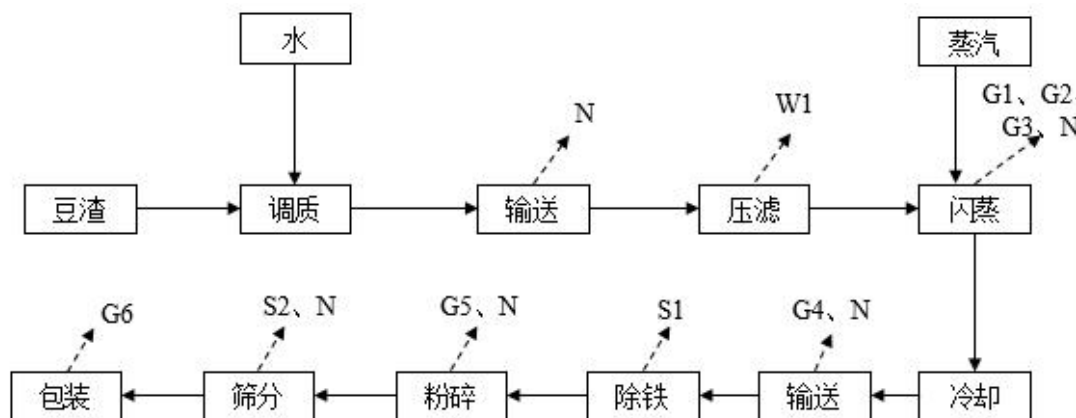 水
蒸汽
N
W1
G1、G2、
G3、N
豆渣
调质
输送
压滤
闪蒸
G6
S2、N
G5、N
S1
G4、N
包装
筛分
粉碎
除铁
输送
冷却